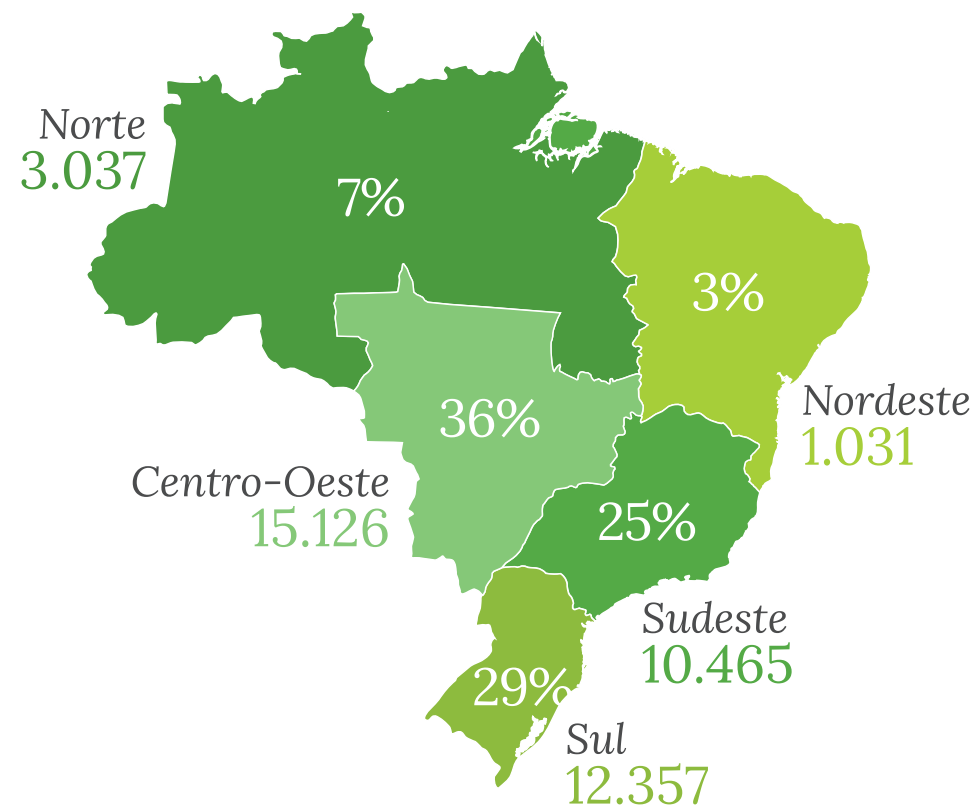 Norte
3.037
7%
3%
Nordeste
1.031
36%
Centro-Oeste
15.126
25%
Sudeste
10.465
29%
Sul
12.357